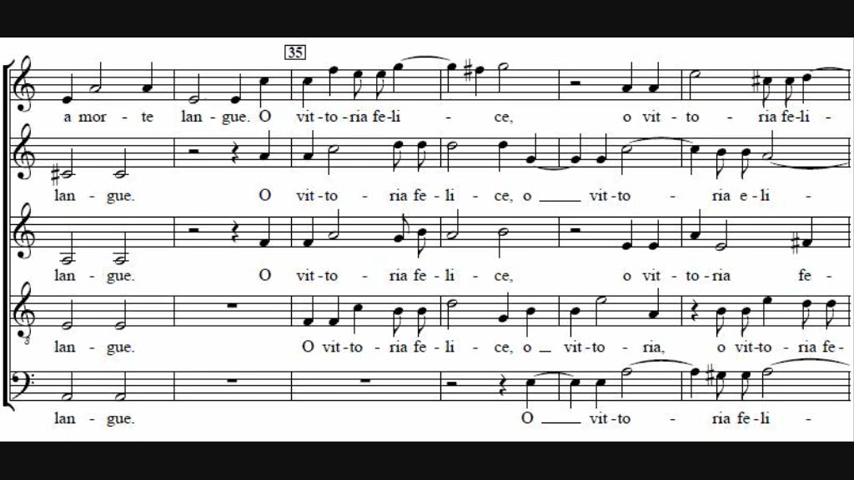 35
a mor - te lan - gue. O vit - to - ria fe - li - ce, o vit - to - ria fe - li -
lan - gue. O vit - to - ria fe - li - ce, o ___ vit - to - ria e - li -
lan - gue. O vit - to - ria fe - li - ce, o vit - to - ria fe -
8
lan - gue. O vit - to - ria fe - li - ce, o _ vit - to - ria, o vit - to - ria fe -
lan - gue. O ___ vit - to - ria fe - li -